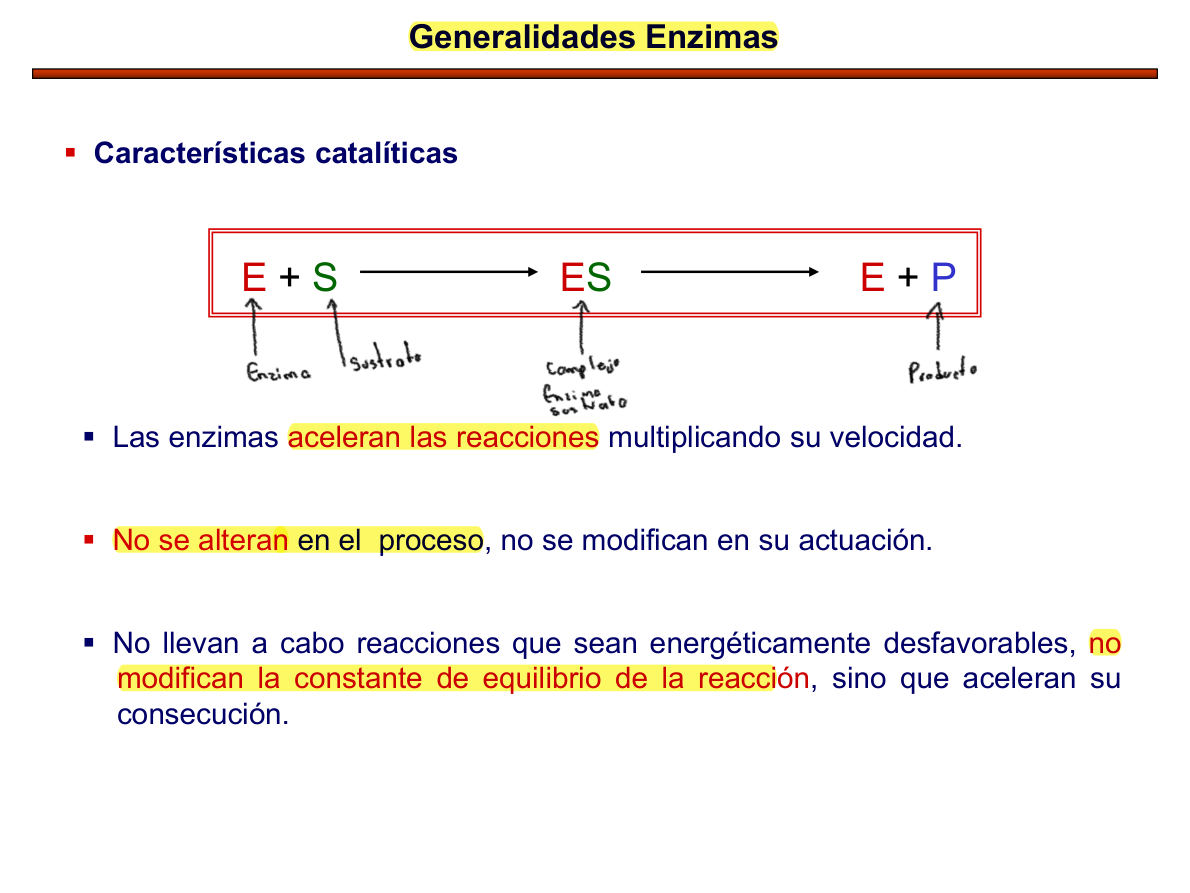 Generalidades Enzimas
▪ Características catalíticas
E + S → ES → E + P
Enzima Sustrato Complejo Enzima sustrato Producto
▪ Las enzimas aceleran las reacciones multiplicando su velocidad.
▪ No se alteran en el proceso, no se modifican en su actuación.
▪ No llevan a cabo reacciones que sean energéticamente desfavorables, no
modifican la constante de equilibrio de la reacción, sino que aceleran su
consecución.